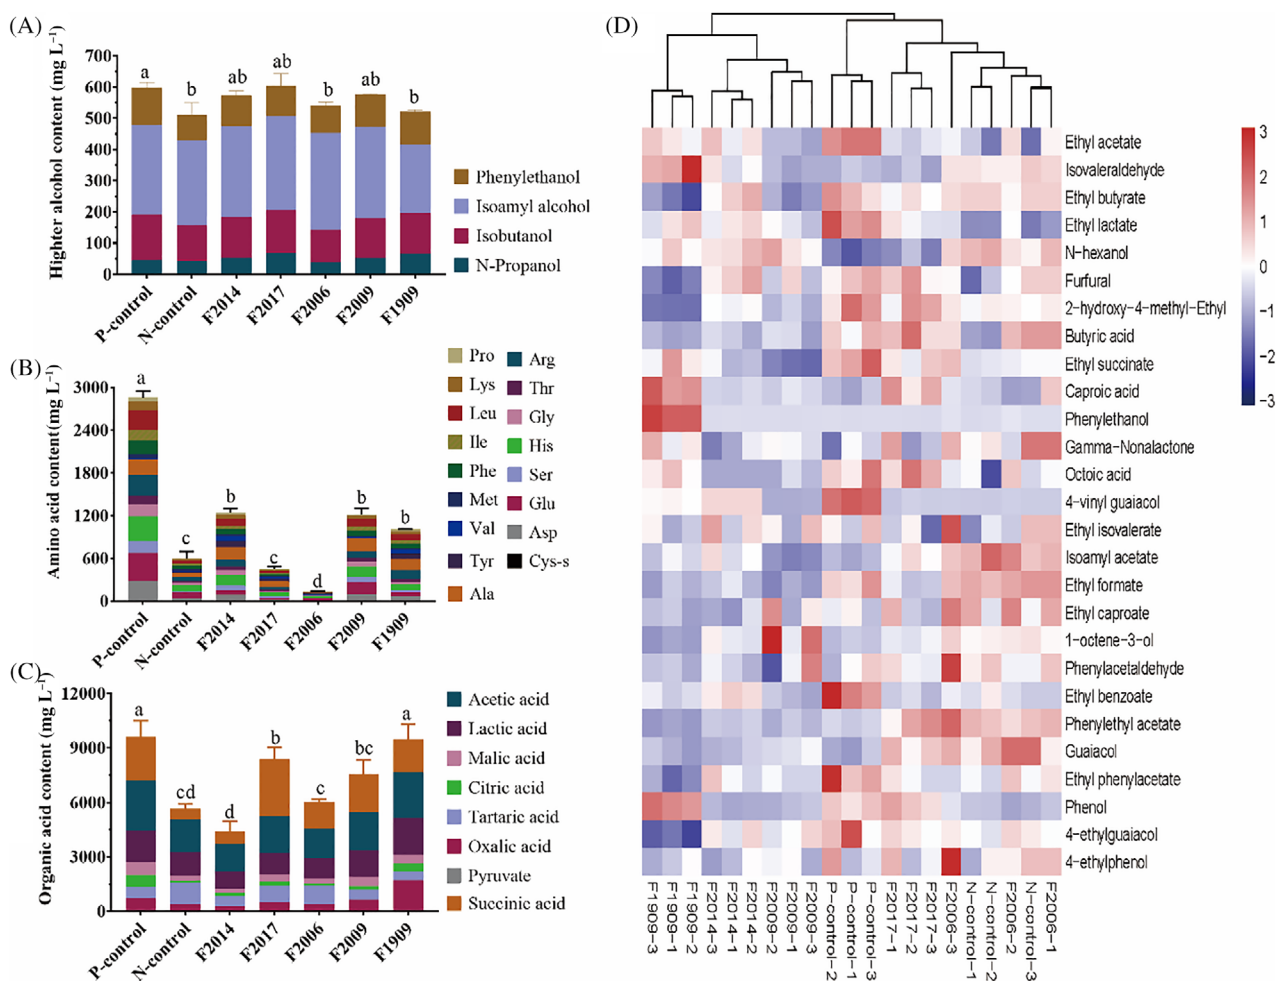 (A)
Highter alcohol content (mg L⁻¹)
700
600
500
400
300
200
100
0
a
b
ab
ab
b
ab
b
P-control
N-control
F2014
F2017
F2006
F2009
F1909
Phenylethanol
Isoamyl alcohol
Isobutanol
N-Propanol
(B)
Amino acid content(mg L⁻¹)
3000
2400
1800
1200
600
0
a
c
b
c
d
b
b
P-control
N-control
F2014
F2017
F2006
F2009
F1909
Pro
Lys
Leu
Ile
Phe
Met
Val
Tyr
Ala
Arg
Thr
Gly
His
Ser
Glu
Asp
Cys-s
(C)
Organic acid content (mg L⁻¹)
12000
9000
6000
3000
0
a
cd
d
b
c
bc
a
P-control
N-control
F2014
F2017
F2006
F2009
F1909
Acetic acid
Lactic acid
Malic acid
Citric acid
Tartaric acid
Oxalic acid
Pyruvate
Succinic acid
(D)
Ethyl acetate
Isovaleraldehyde
Ethyl butyrate
Ethyl lactate
N-hexanol
Furfural
2-hydroxy-4-methyl-Ethyl
Butyric acid
Ethyl succinate
Caproic acid
Phenylethanol
Gamma-Nonalactone
Octoic acid
4-vinyl guaiacol
Ethyl isovalerate
Isoamyl acetate
Ethyl formate
Ethyl caproate
1-octene-3-ol
Phenylacetaldehyde
Ethyl benzoate
Phenylethyl acetate
Guaiacol
Ethyl phenylacetate
Phenol
4-ethylguaiacol
4-ethylphenol
F1909-3
F1909-1
F1909-2
F2014-3
F2014-1
F2014-2
F2009-2
F2009-1
F2009-3
P-control-2
P-control-1
P-control-3
F2017-1
F2017-2
F2017-3
F2006-3
N-control-1
N-control-2
F2006-2
N-control-3
F2006-1
3
2
1
0
-1
-2
-3